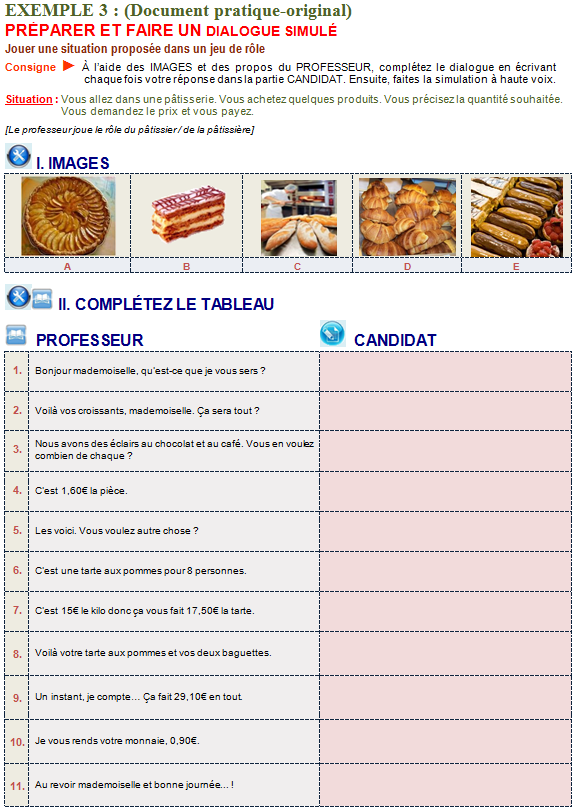 EXEMPLE 3 : (Document pratique-original)
PRÉPARER ET FAIRE UN DIALOGUE SIMULÉ
Jouer une situation proposée dans un jeu de rôle
Consigne ► À l'aide des IMAGES et des propos du PROFESSEUR, complétez le dialogue en écrivant
chaque fois votre réponse dans la partie CANDIDAT. Ensuite, faites la simulation à haute voix.
Situation : Vous allez dans une pâtisserie. Vous achetez quelques produits. Vous précisez la quantité souhaitée.
Vous demandez le prix et vous payez.
[Le professeur joue le rôle du pâtissier / de la pâtissière]
I. IMAGES
A B C D E
II. COMPLÉTEZ LE TABLEAU
PROFESSEUR CANDIDAT
1. Bonjour mademoiselle, qu'est-ce que je vous sers ?
2. Voilà vos croissants, mademoiselle. Ça sera tout ?
3. Nous avons des éclairs au chocolat et au café. Vous en voulez
combien de chaque ?
4. C'est 1,60€ la pièce.
5. Les voici. Vous voulez autre chose ?
6. C'est une tarte aux pommes pour 8 personnes.
7. C'est 15€ le kilo donc ça vous fait 17,50€ la tarte.
8. Voilà votre tarte aux pommes et vos deux baguettes.
9. Un instant, je compte... Ça fait 29,10€ en tout.
10. Je vous rends votre monnaie, 0,90€.
11. Au revoir mademoiselle et bonne journée... !